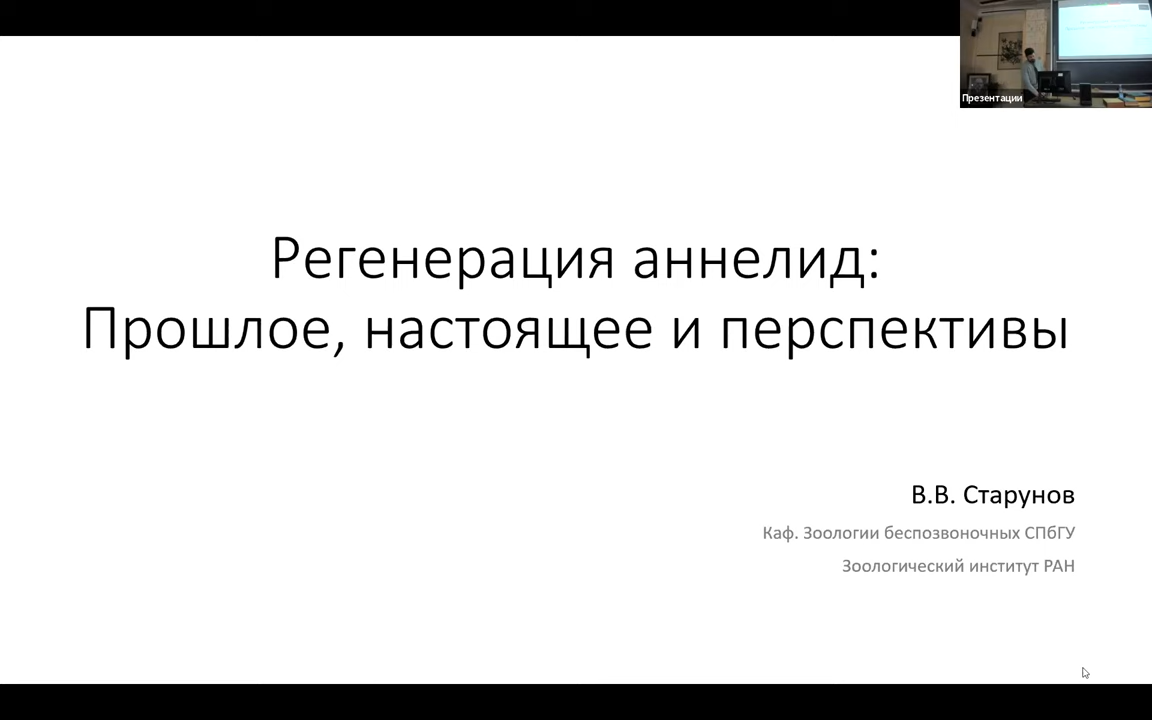 Презентации
Регенерация аннелид:
Прошлое, настоящее и перспективы
В.В. Старунов
Каф. Зоологии беспозвоночных СПбГУ
Зоологический институт РАН